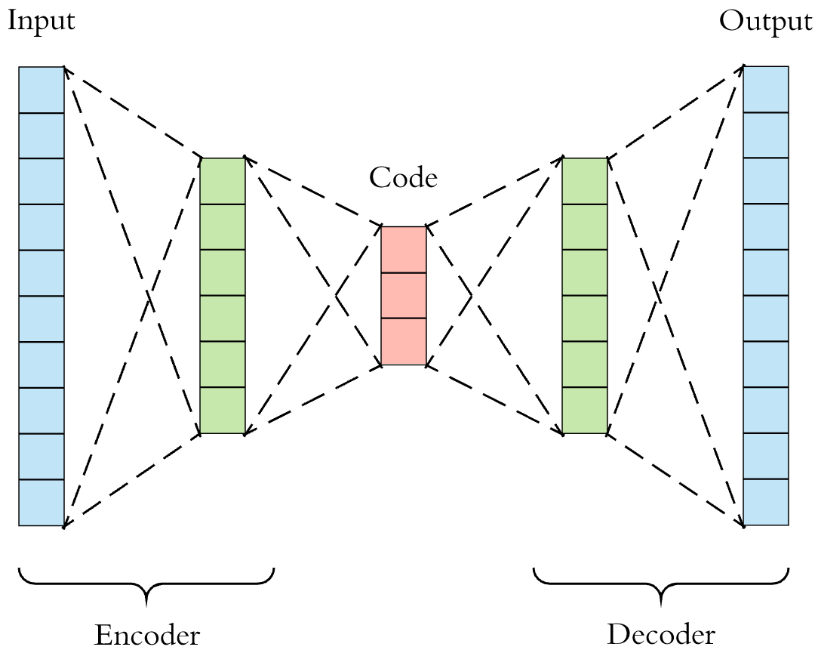 Input
Output
Code
Encoder
Decoder